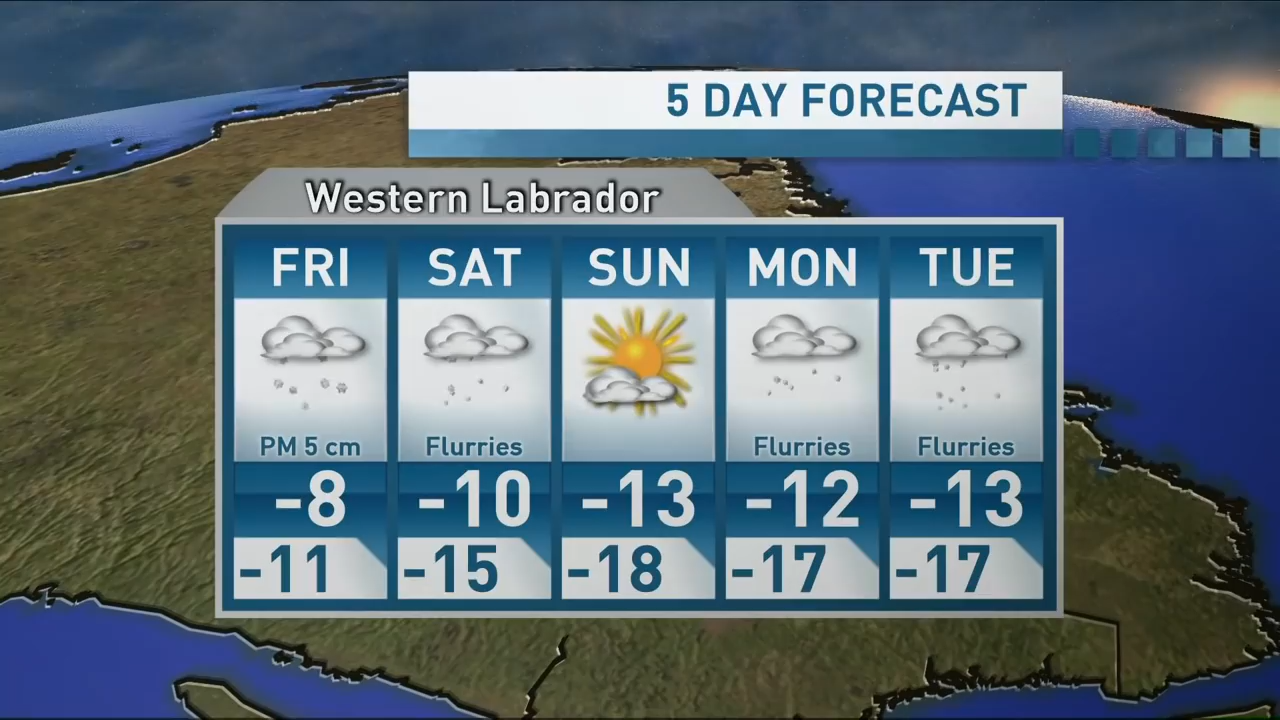 5 DAY FORECAST
Western Labrador
FRI SAT SUN MON TUE
PM 5 cm Flurries Flurries Flurries
-8 -10 -13 -12 -13
-11 -15 -18 -17 -17